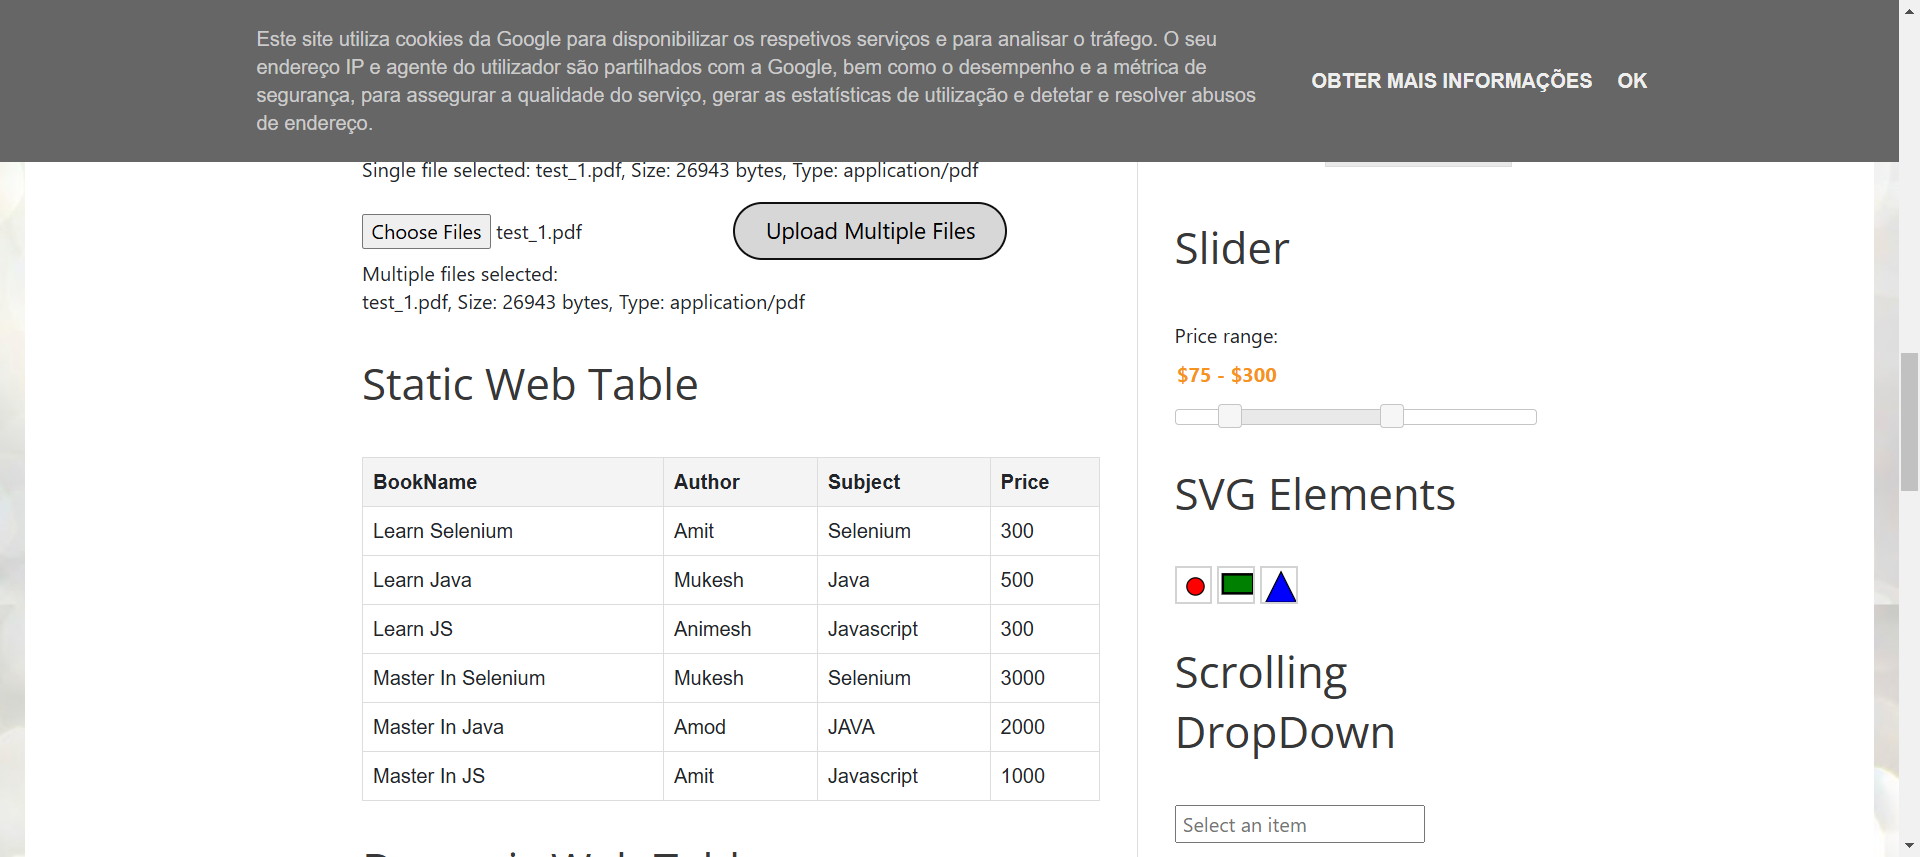 Este site utiliza cookies da Google para disponibilizar os respetivos serviços e para analisar o tráfego. O seu
endereço IP e agente do utilizador são partilhados com a Google, bem como o desempenho e a métrica de
segurança, para assegurar a qualidade do serviço, gerar as estatísticas de utilização e detetar e resolver abusos
de endereço.
OBTER MAIS INFORMAÇÕES OK
Single file selected: test_1.pdf, Size: 26943 bytes, Type: application/pdf
Choose Files test_1.pdf Upload Multiple Files
Multiple files selected:
test_1.pdf, Size: 26943 bytes, Type: application/pdf
Static Web Table
BookName Author Subject Price
Learn Selenium Amit Selenium 300
Learn Java Mukesh Java 500
Learn JS Animesh Javascript 300
Master In Selenium Mukesh Selenium 3000
Master In Java Amod JAVA 2000
Master In JS Amit Javascript 1000
Slider
Price range:
$75 - $300
SVG Elements
Scrolling
DropDown
Select an item